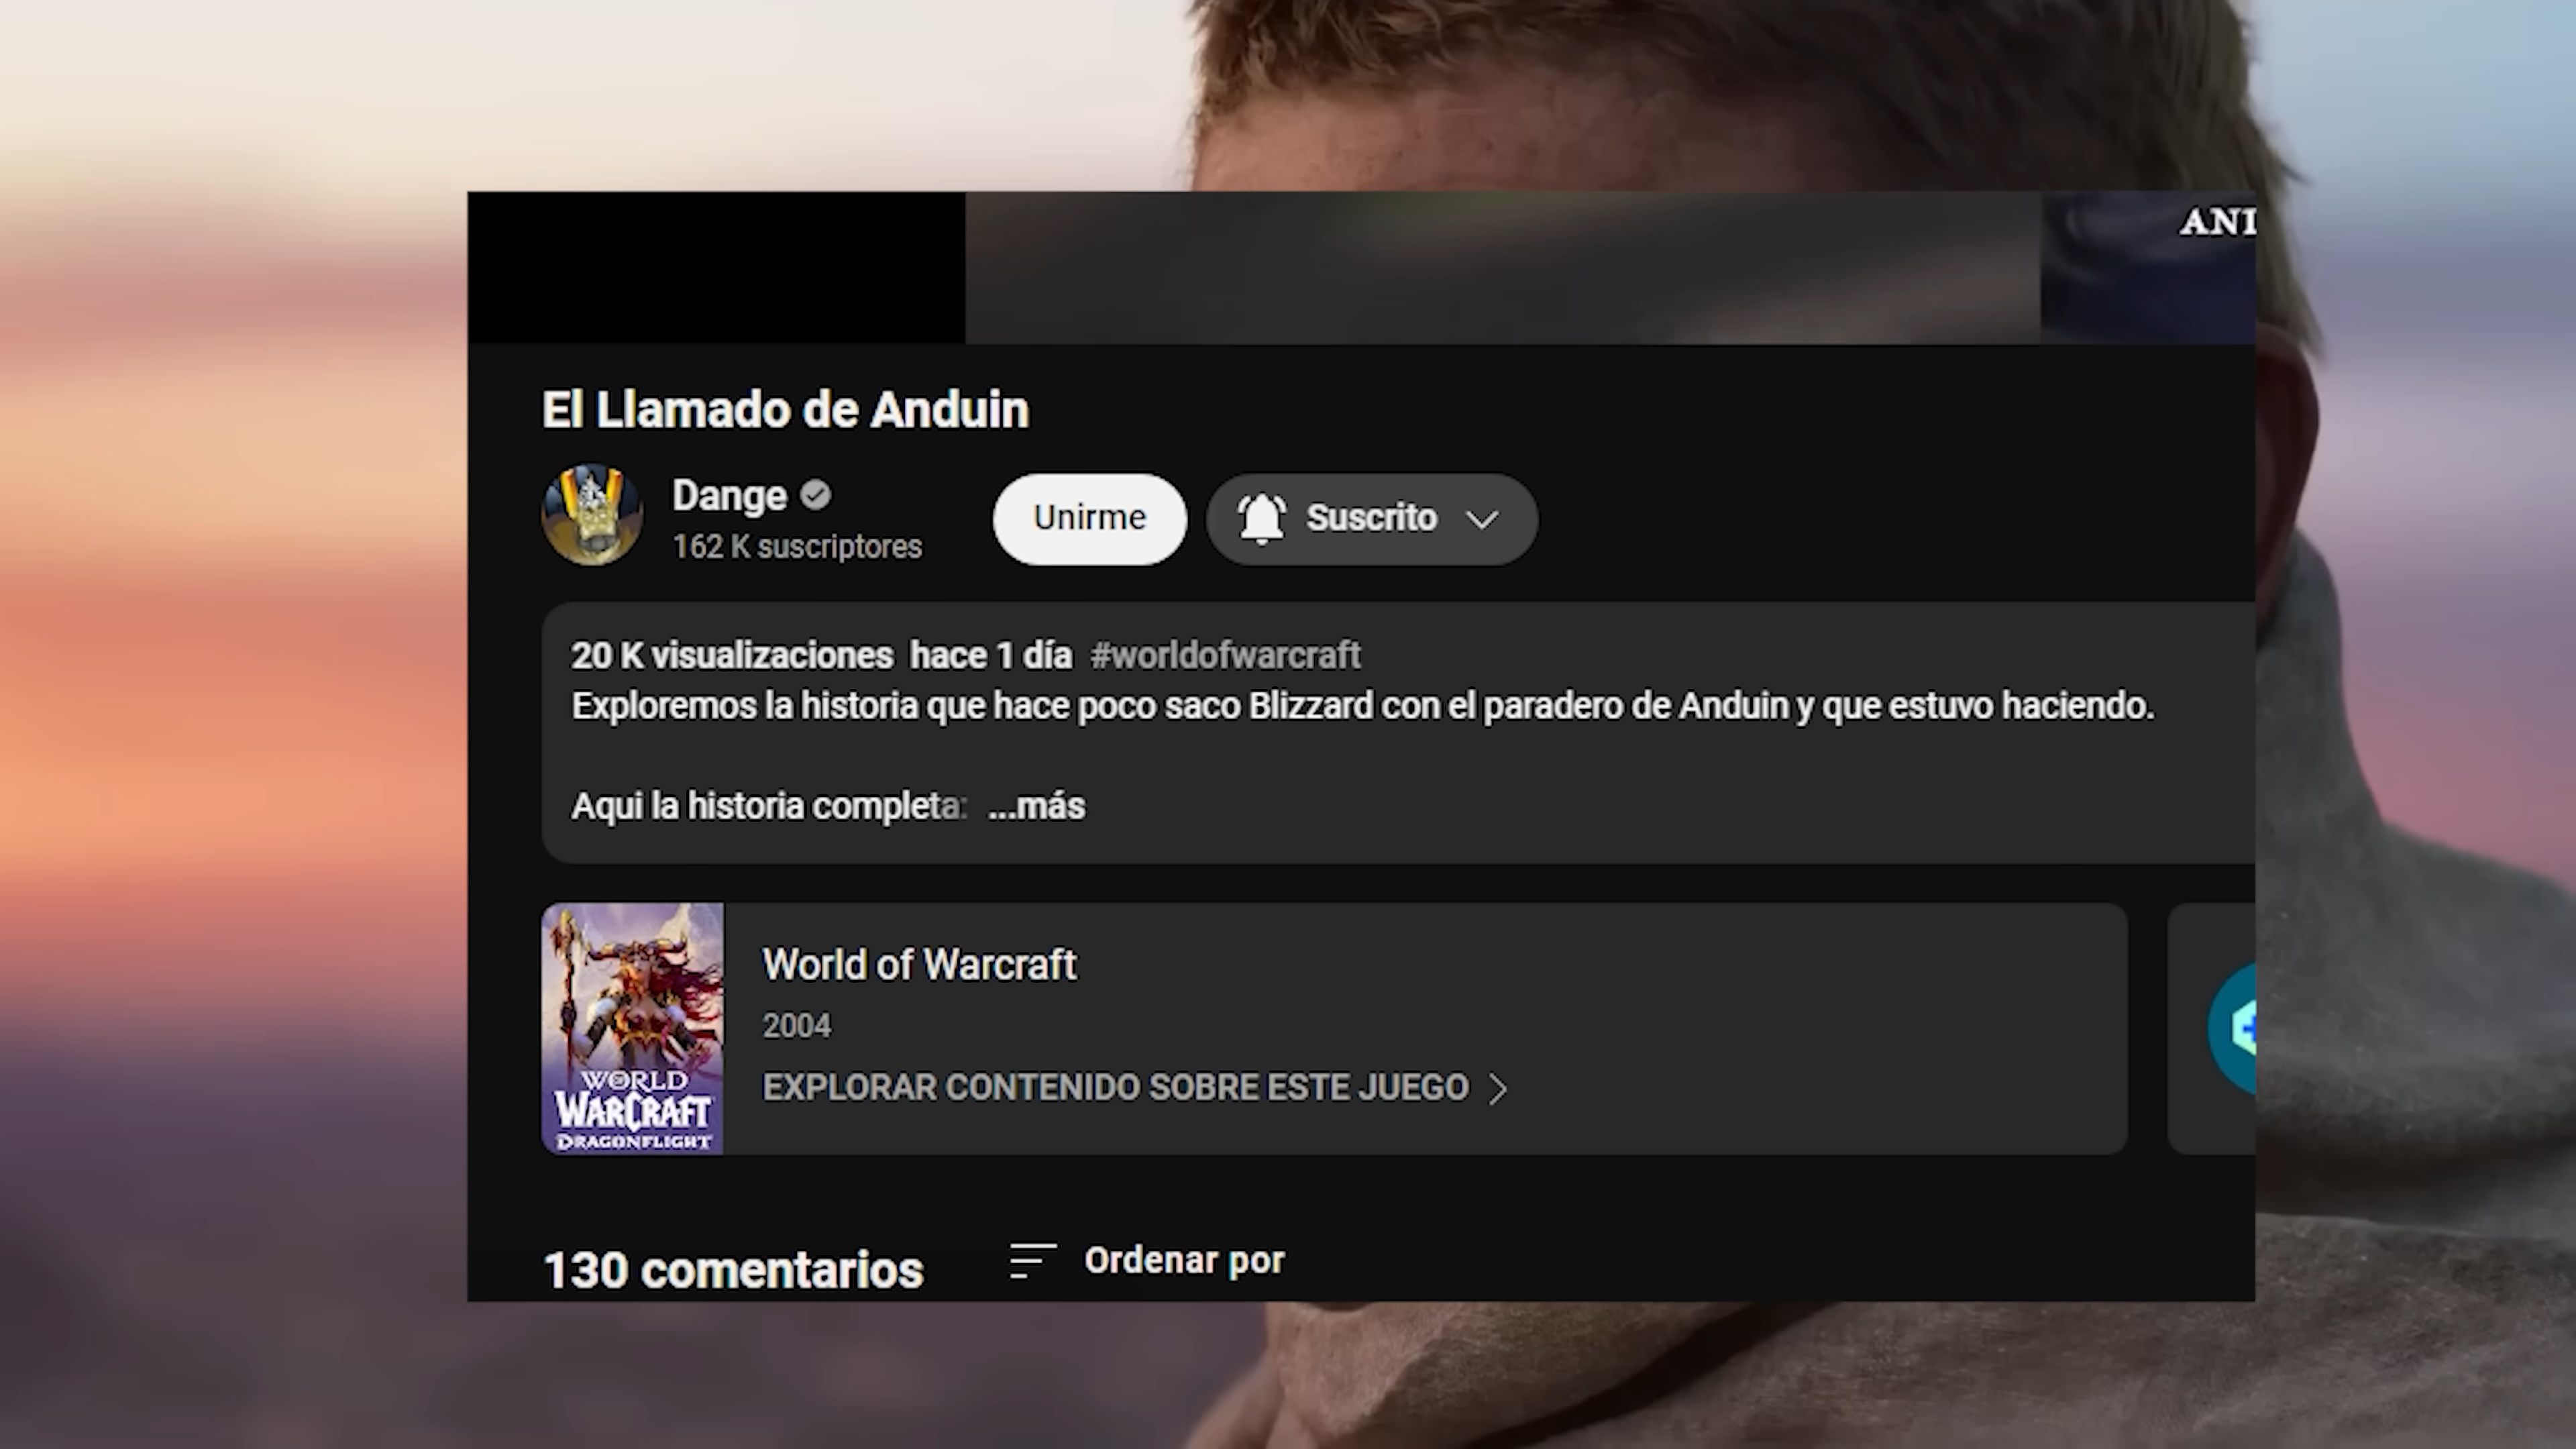 ANI
El Llamado de Anduin
Dange
162 K suscriptores
Unirme
Suscrito
20 K visualizaciones hace 1 día #worldofwarcraft
Exploremos la historia que hace poco saco Blizzard con el paradero de Anduin y que estuvo haciendo.
Aqui la historia completa: ...más
World of Warcraft
2004
EXPLORAR CONTENIDO SOBRE ESTE JUEGO
WORLD
WARCRAFT
DRAGONFLIGHT
130 comentarios
Ordenar por